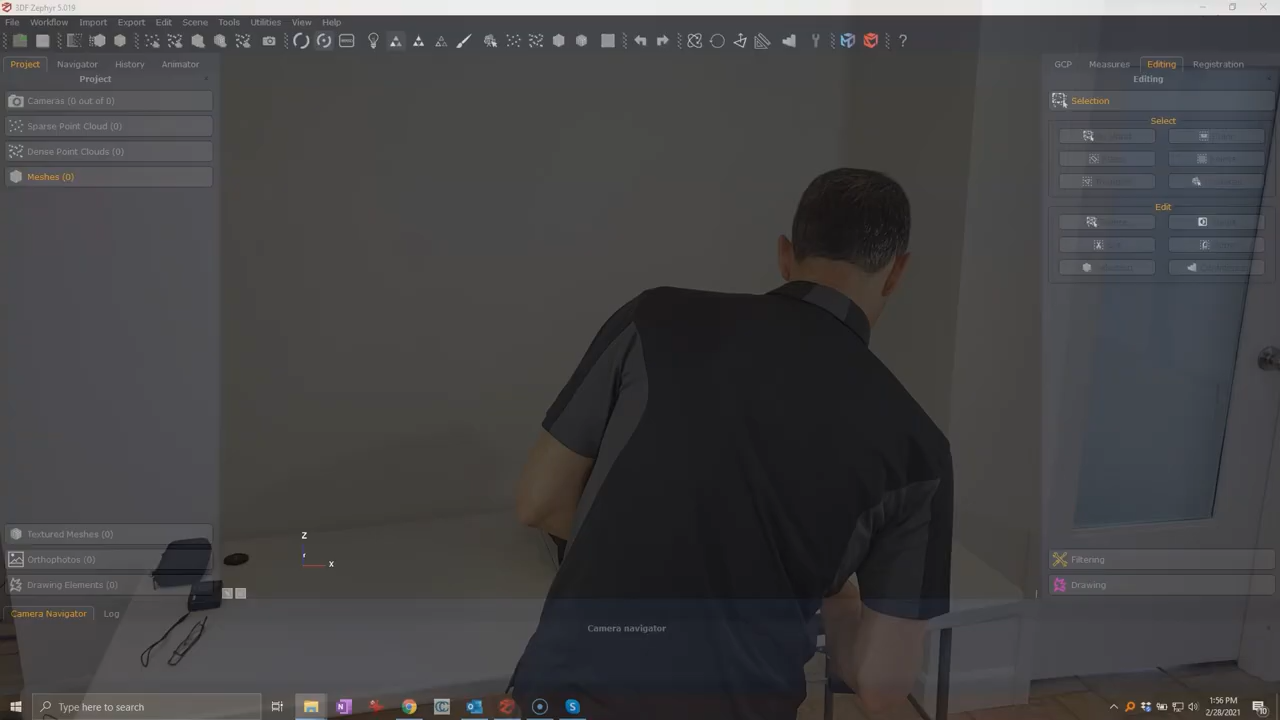 3DF Zephyr 5.019
File Workflow Import Export Edit Scene Tools Utilities View Help
Project Navigator History Animator
Project
Cameras (0 out of 0)
Sparse Point Cloud (0)
Dense Point Clouds (0)
Meshes (0)
Textured Meshes (0)
Orthophotos (0)
Drawing Elements (0)
Camera Navigator Log
Camera navigator
Z
X
GCP Measures Editing Registration
Editing
Selection
Select
Edit
Filtering
Drawing
Type here to search
1:56 PM
2/28/2021